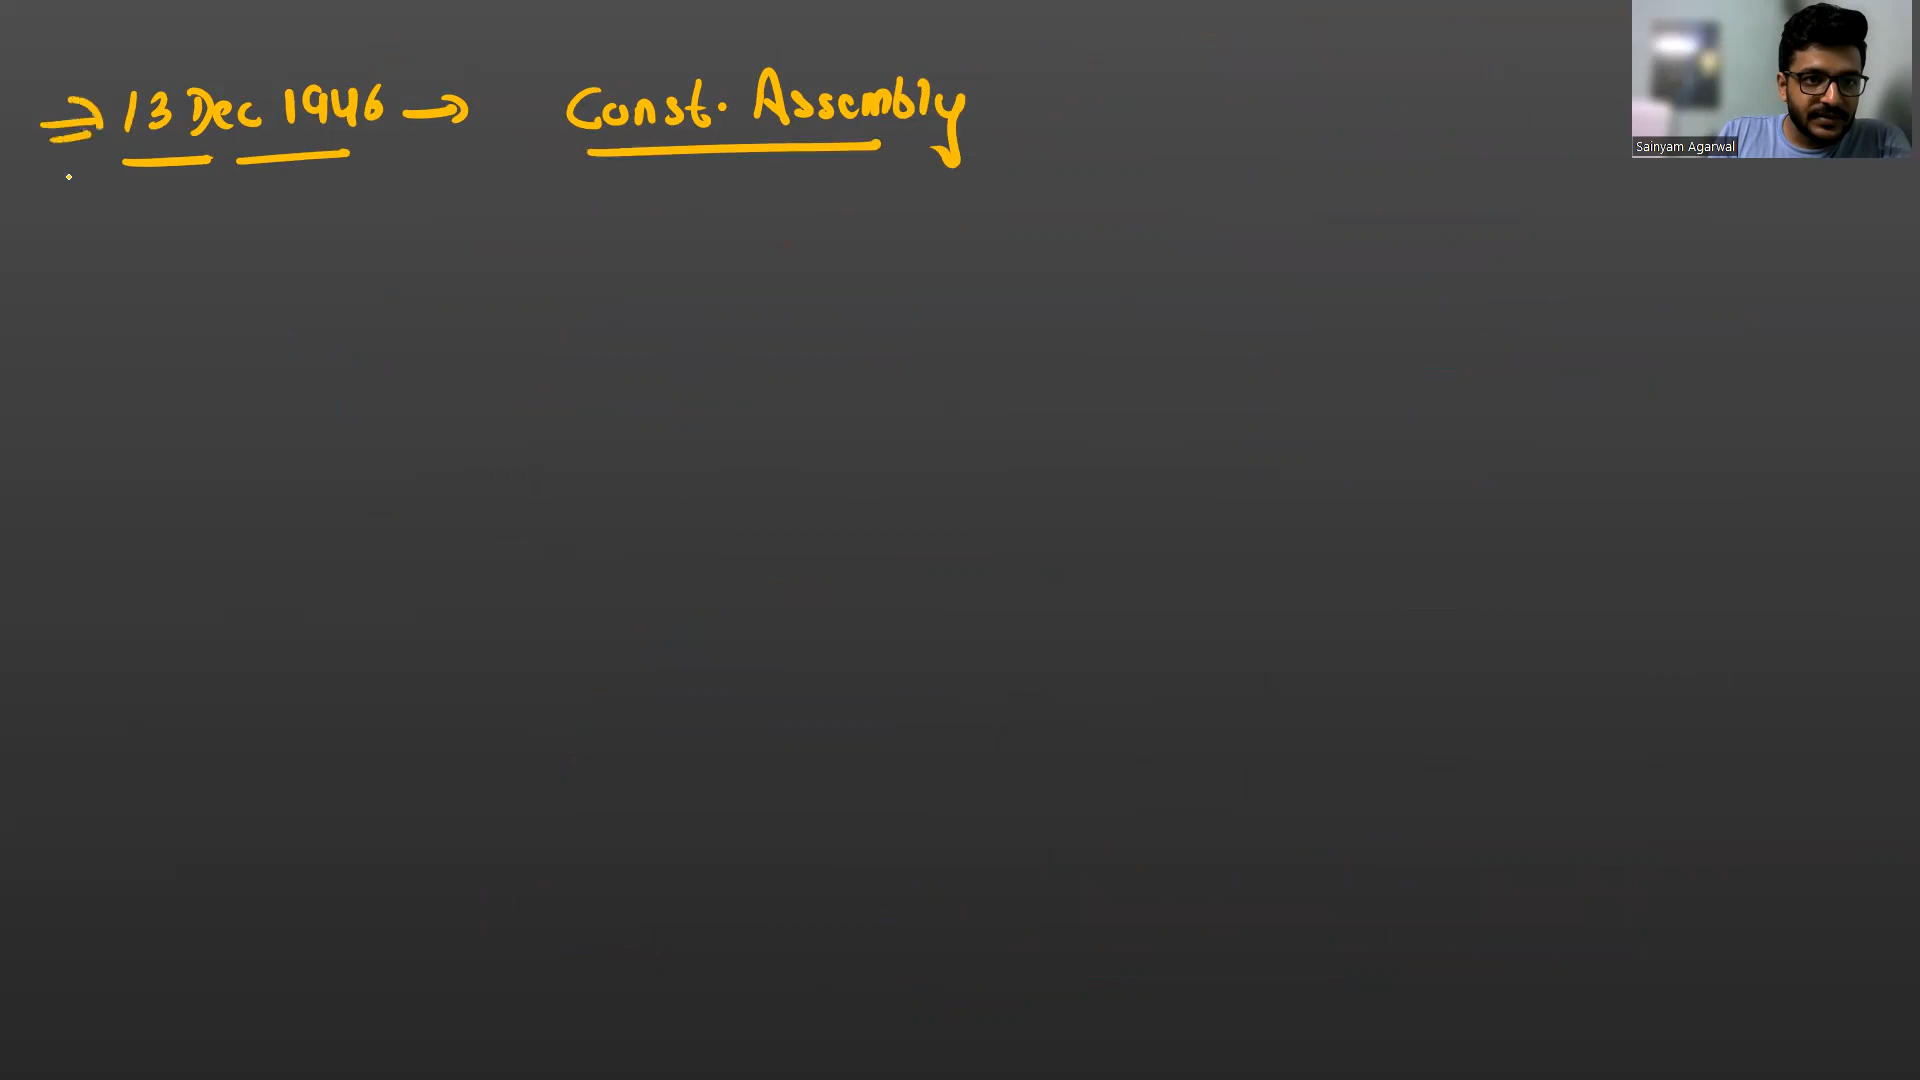 ⇒ 13 Dec 1946 → Const. Assembly
Sainyam Agarwal